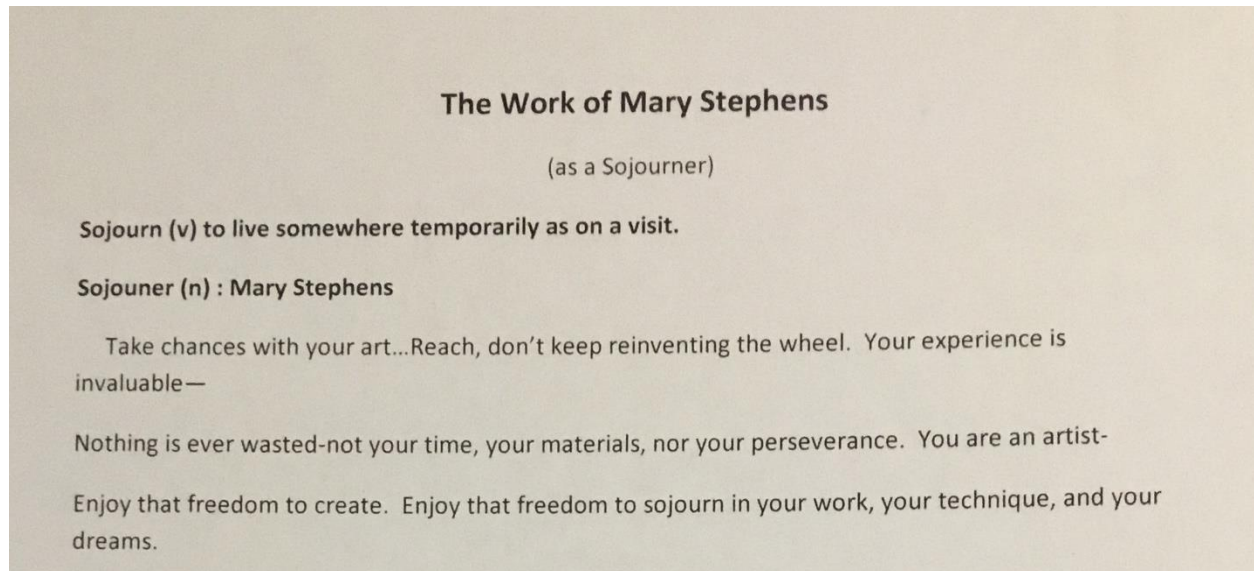 The Work of Mary Stephens
(as a Sojourner)
Sojourn (v) to live somewhere temporarily as on a visit.
Sojouner (n) : Mary Stephens
Take chances with your art...Reach, don't keep reinventing the wheel.  Your experience is
invaluable—
Nothing is ever wasted-not your time, your materials, nor your perseverance.  You are an artist-
Enjoy that freedom to create.  Enjoy that freedom to sojourn in your work, your technique, and your
dreams.